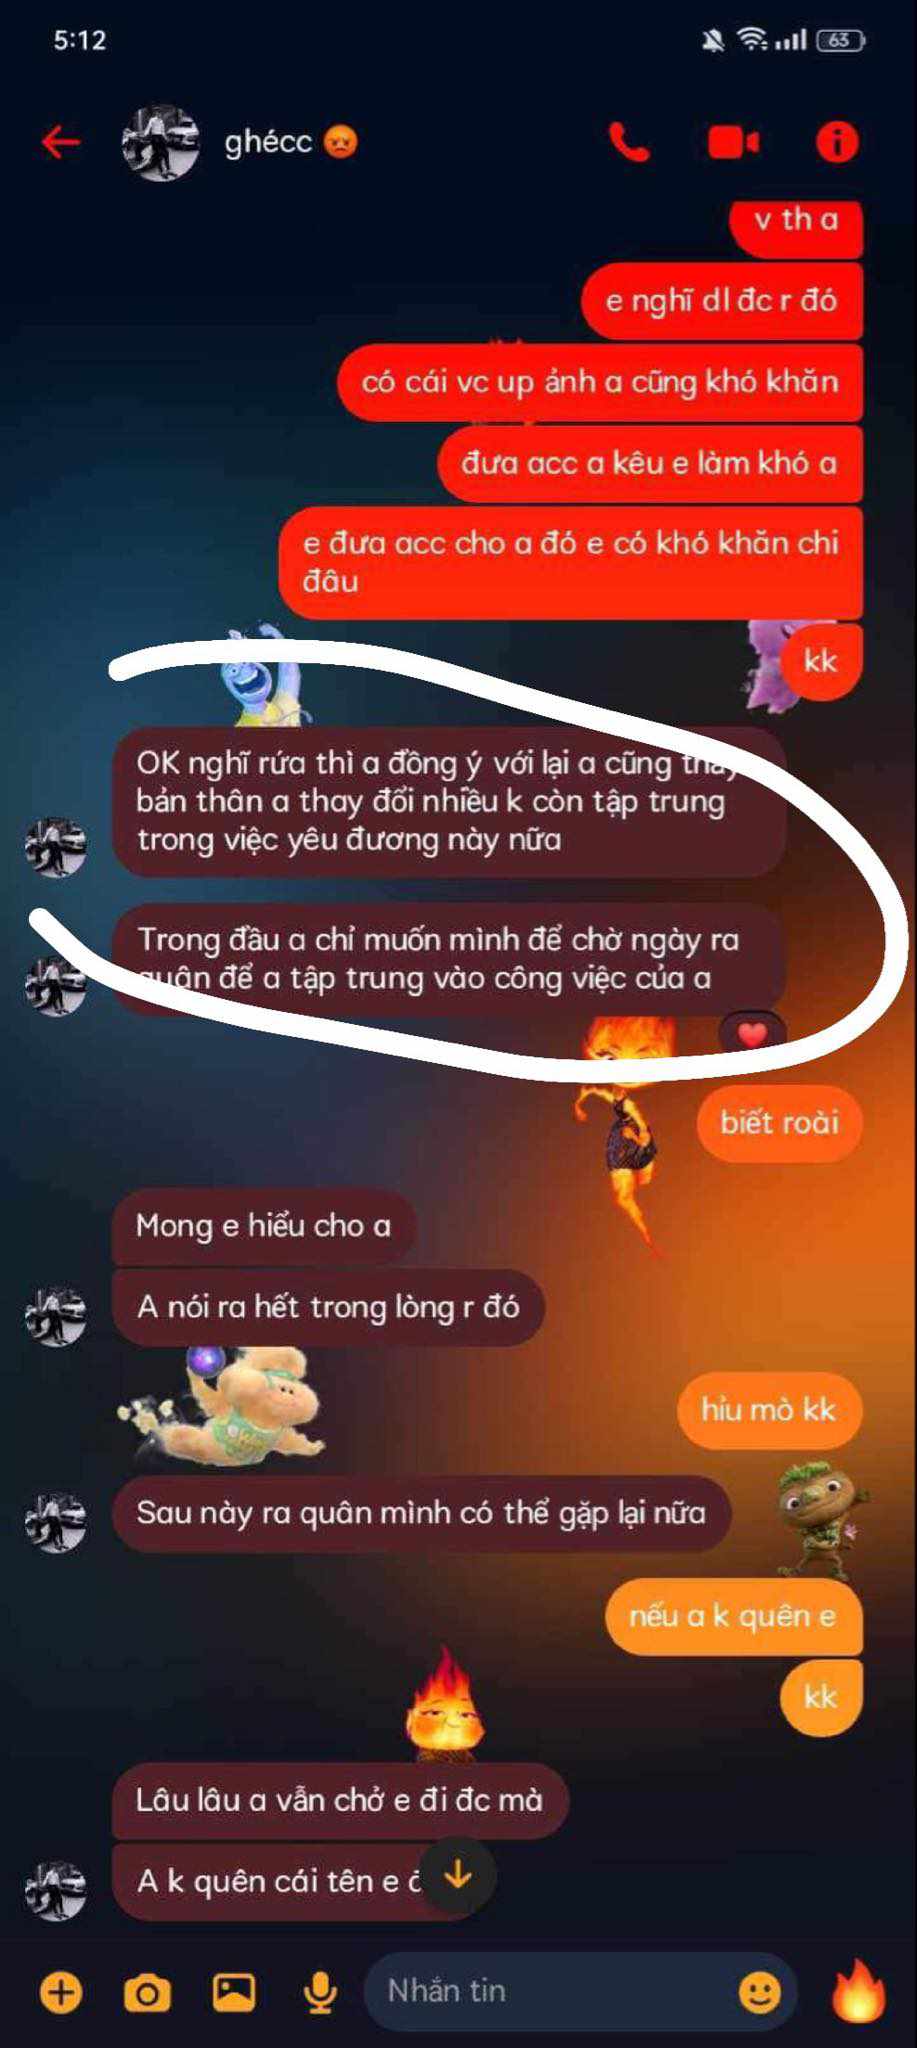 5:12
63
ghécc
v th a
e nghĩ dl đc r đó
có cái vc up ảnh a cũng khó khăn
đưa acc a kêu e làm khó a
e đưa acc cho a đó e có khó khăn chi
đâu
kk
OK nghĩ rứa thì a đồng ý với lại a cũng thấy
bản thân a thay đổi nhiều k còn tập trung
trong việc yêu đương này nữa
Trong đầu a chỉ muốn mình để chờ ngày ra
quân để a tập trung vào công việc của a
biết roài
Mong e hiểu cho a
A nói ra hết trong lòng r đó
hỉu mò kk
Sau này ra quân mình có thể gặp lại nữa
nếu a k quên e
kk
Lâu lâu a vẫn chở e đi đc mà
A k quên cái tên e
Nhắn tin